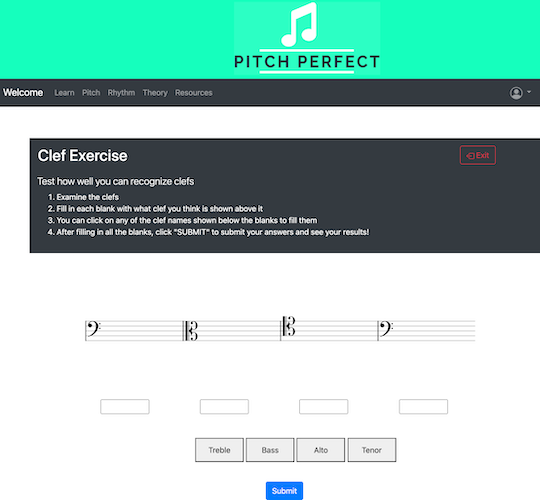 PITCH PERFECT
Welcome Learn Pitch Rhythm Theory Resources
Clef Exercise
Exit
Test how well you can recognize clefs
1. Examine the clefs
2. Fill in each blank with what clef you think is shown above it
3. You can click on any of the clef names shown below the blanks to fill them
4. After filling in all the blanks, click "SUBMIT" to submit your answers and see your results!
Treble Bass Alto Tenor
Submit